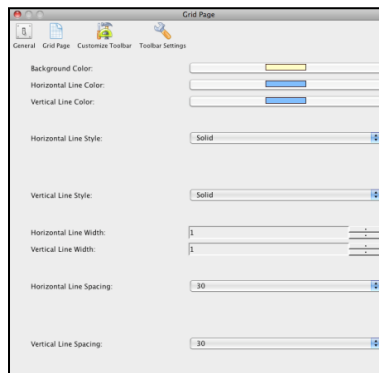 Grid Page
General Grid Page Customize Toolbar Toolbar Settings
Background Color:
Horizontal Line Color:
Vertical Line Color:
Horizontal Line Style: Solid
Vertical Line Style: Solid
Horizontal Line Width: 1
Vertical Line Width: 1
Horizontal Line Spacing: 30
Vertical Line Spacing: 30